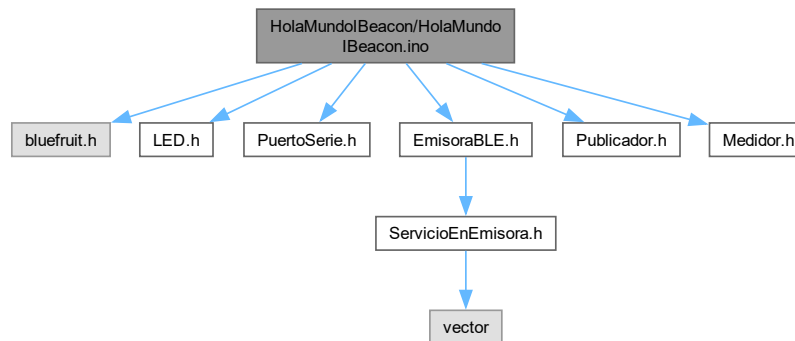 HolaMundoIBeacon/HolaMundo
IBeacon.ino
bluefruit.h
LED.h
PuertoSerie.h
EmisoraBLE.h
Publicador.h
Medidor.h
ServicioEnEmisora.h
vector